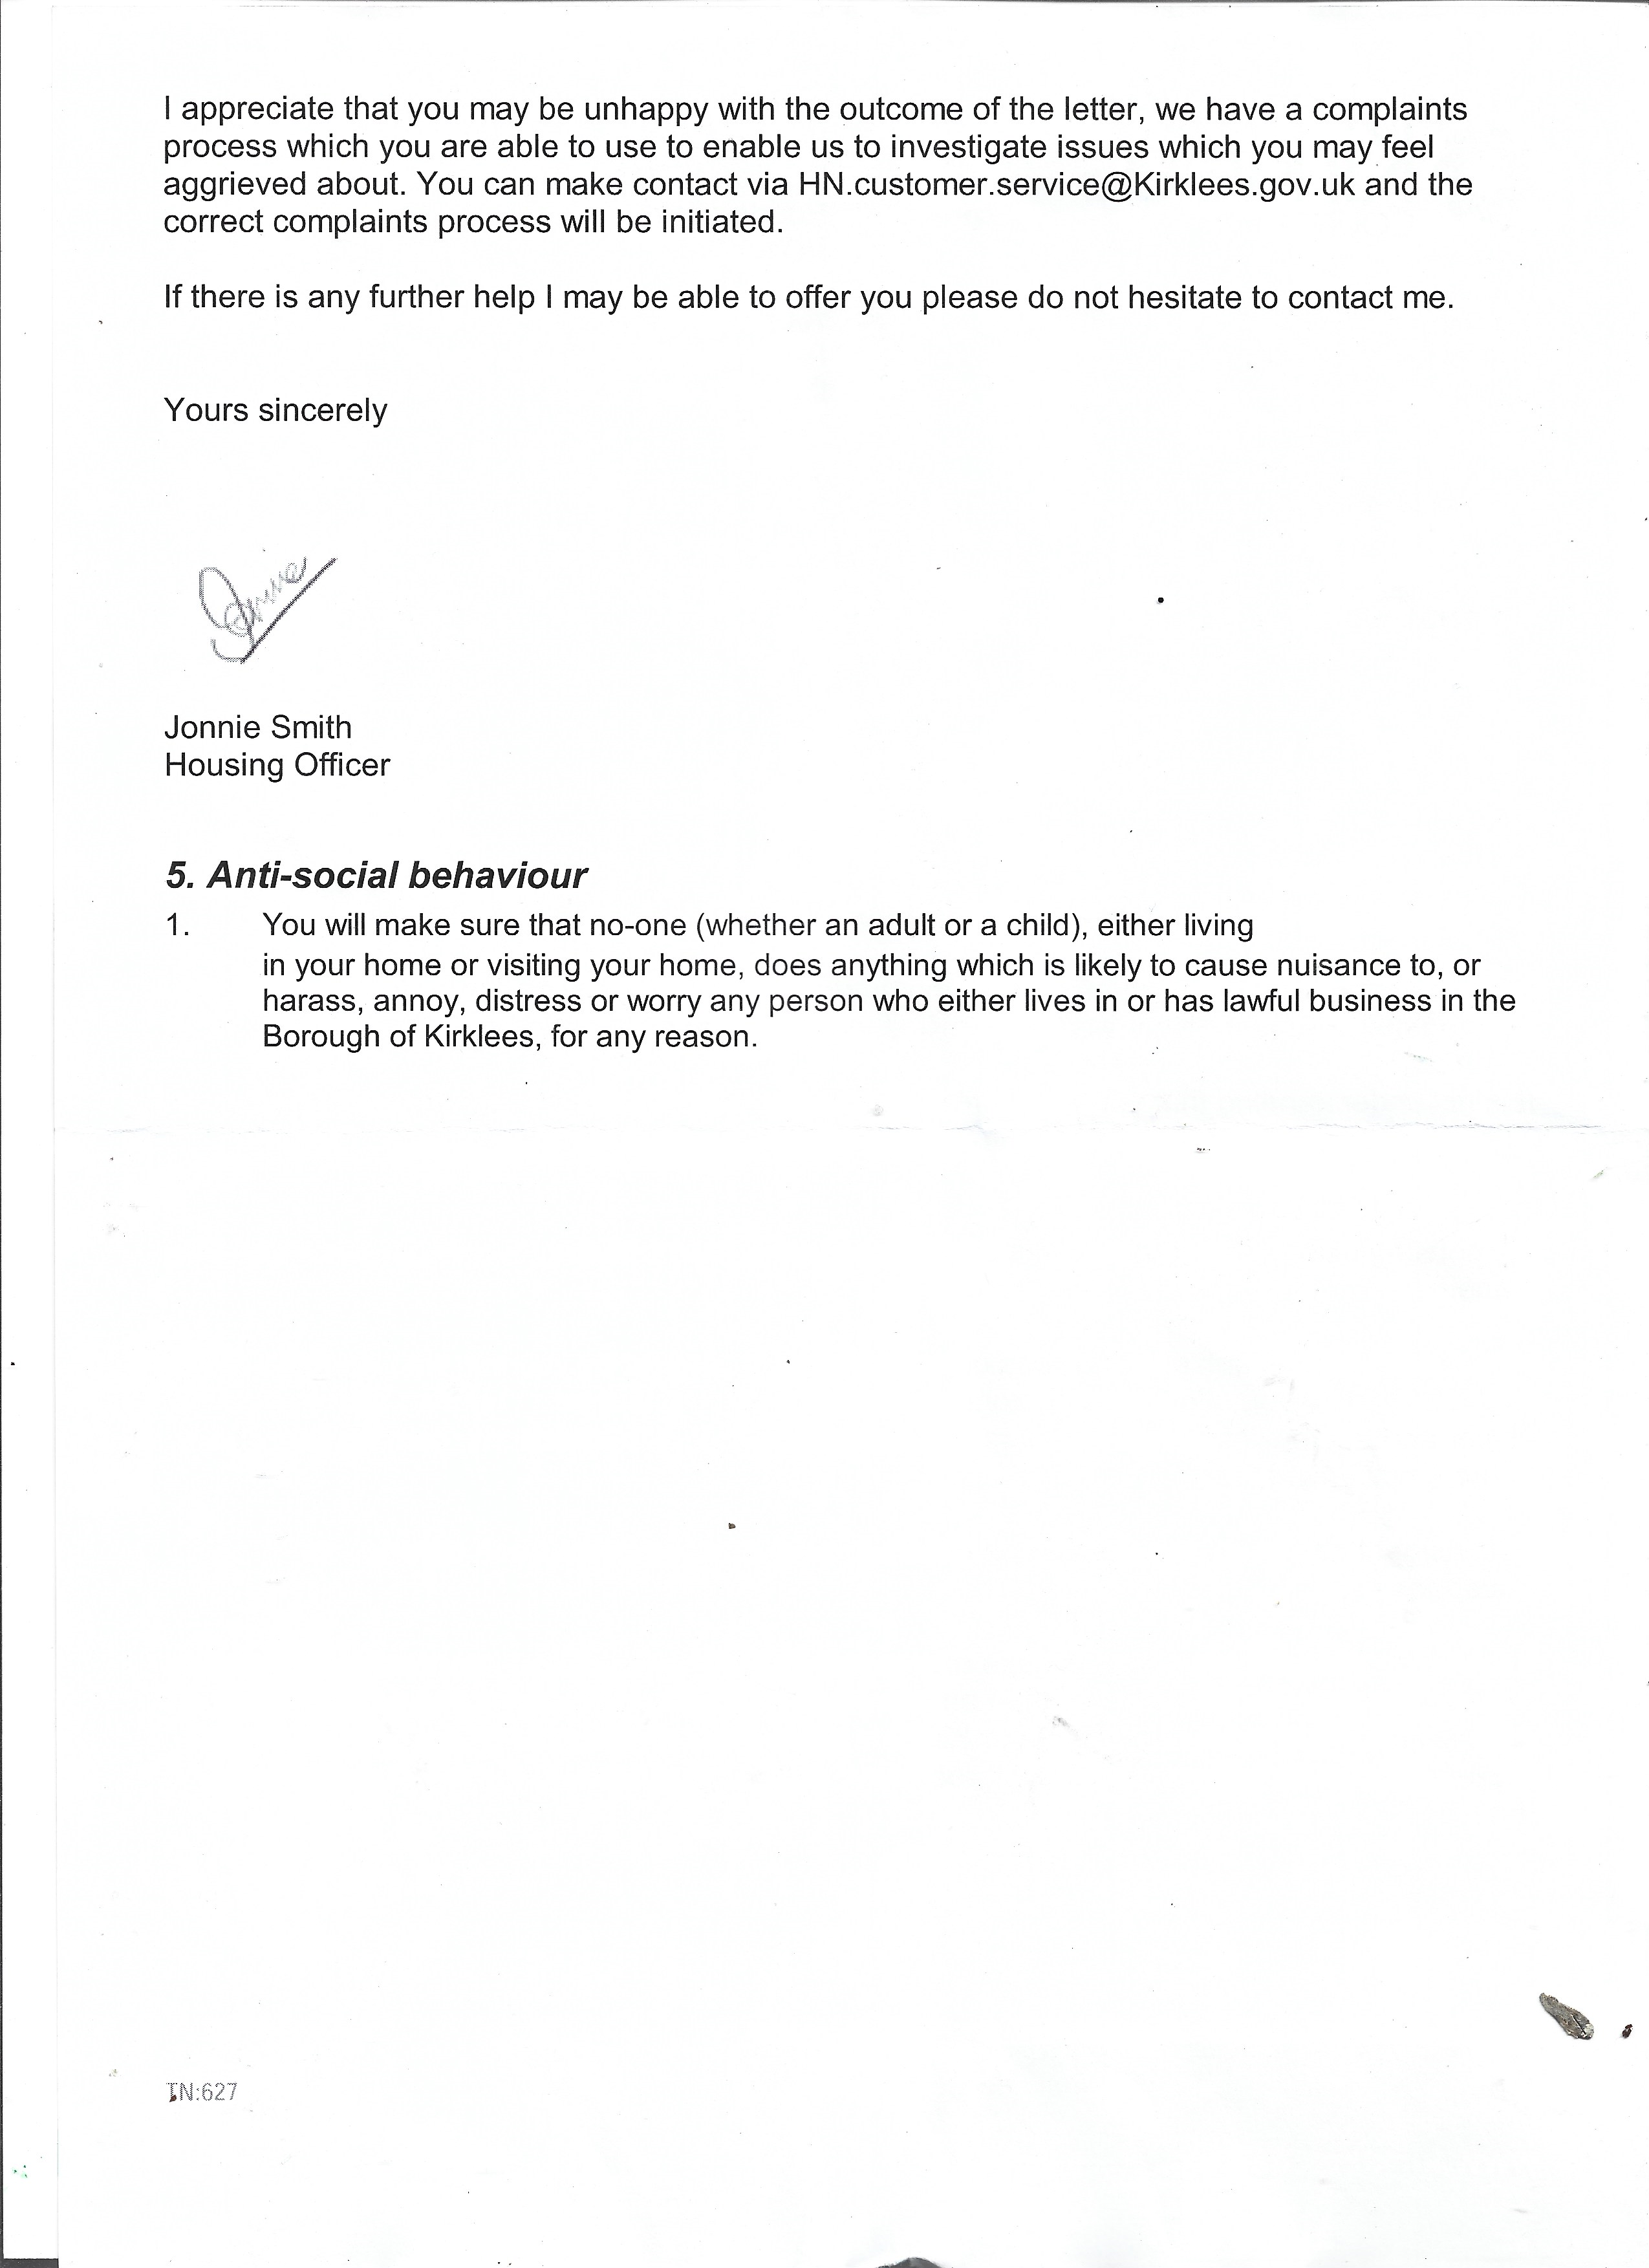 I appreciate that you may be unhappy with the outcome of the letter, we have a complaints
process which you are able to use to enable us to investigate issues which you may feel
aggrieved about. You can make contact via HN.customer.service@Kirklees.gov.uk and the
correct complaints process will be initiated.
If there is any further help I may be able to offer you please do not hesitate to contact me.
Yours sincerely
Jonnie Smith
Housing Officer
5. Anti-social behaviour
1. You will make sure that no-one (whether an adult or a child), either living
in your home or visiting your home, does anything which is likely to cause nuisance to, or
harass, annoy, distress or worry any person who either lives in or has lawful business in the
Borough of Kirklees, for any reason.
TN:627